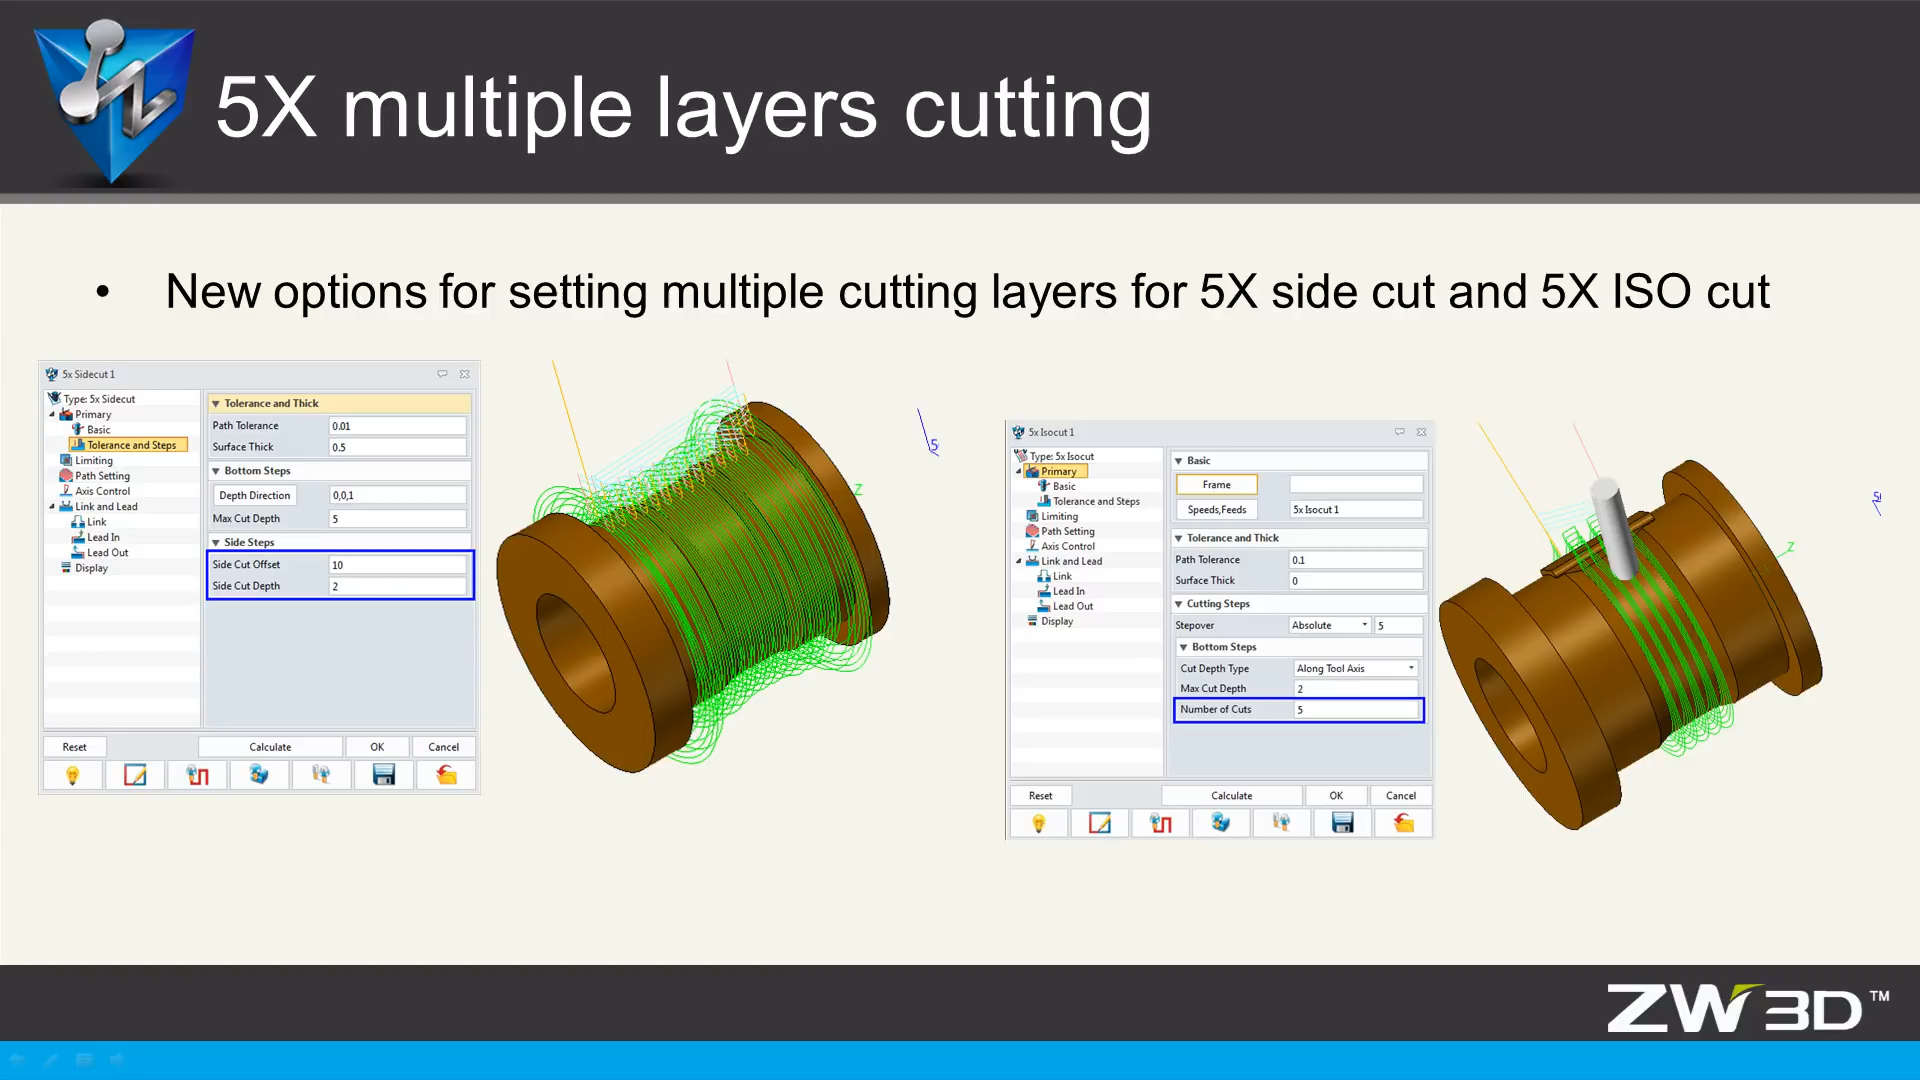 5X multiple layers cutting
• New options for setting multiple cutting layers for 5X side cut and 5X ISO cut
5x Sidecut 1
Type: 5x Sidecut
Primary
Basic
Tolerance and Steps
Limiting
Path Setting
Axis Control
Link and Lead
Link
Lead In
Lead Out
Display
Tolerance and Thick
Path Tolerance 0.01
Surface Thick 0.5
Bottom Steps
Depth Direction 0,0,1
Max Cut Depth 5
Side Steps
Side Cut Offset 10
Side Cut Depth 2
Reset Calculate OK Cancel
Z
5
5x Isocut 1
Type: 5x Isocut
Primary
Basic
Tolerance and Steps
Limiting
Path Setting
Axis Control
Link and Lead
Link
Lead In
Lead Out
Display
Basic
Frame
Speeds,Feeds 5x Isocut 1
Tolerance and Thick
Path Tolerance 0.1
Surface Thick 0
Cutting Steps
Stepover Absolute 5
Bottom Steps
Cut Depth Type Along Tool Axis
Max Cut Depth 2
Number of Cuts 5
Reset Calculate OK Cancel
Z
5
ZW3D™